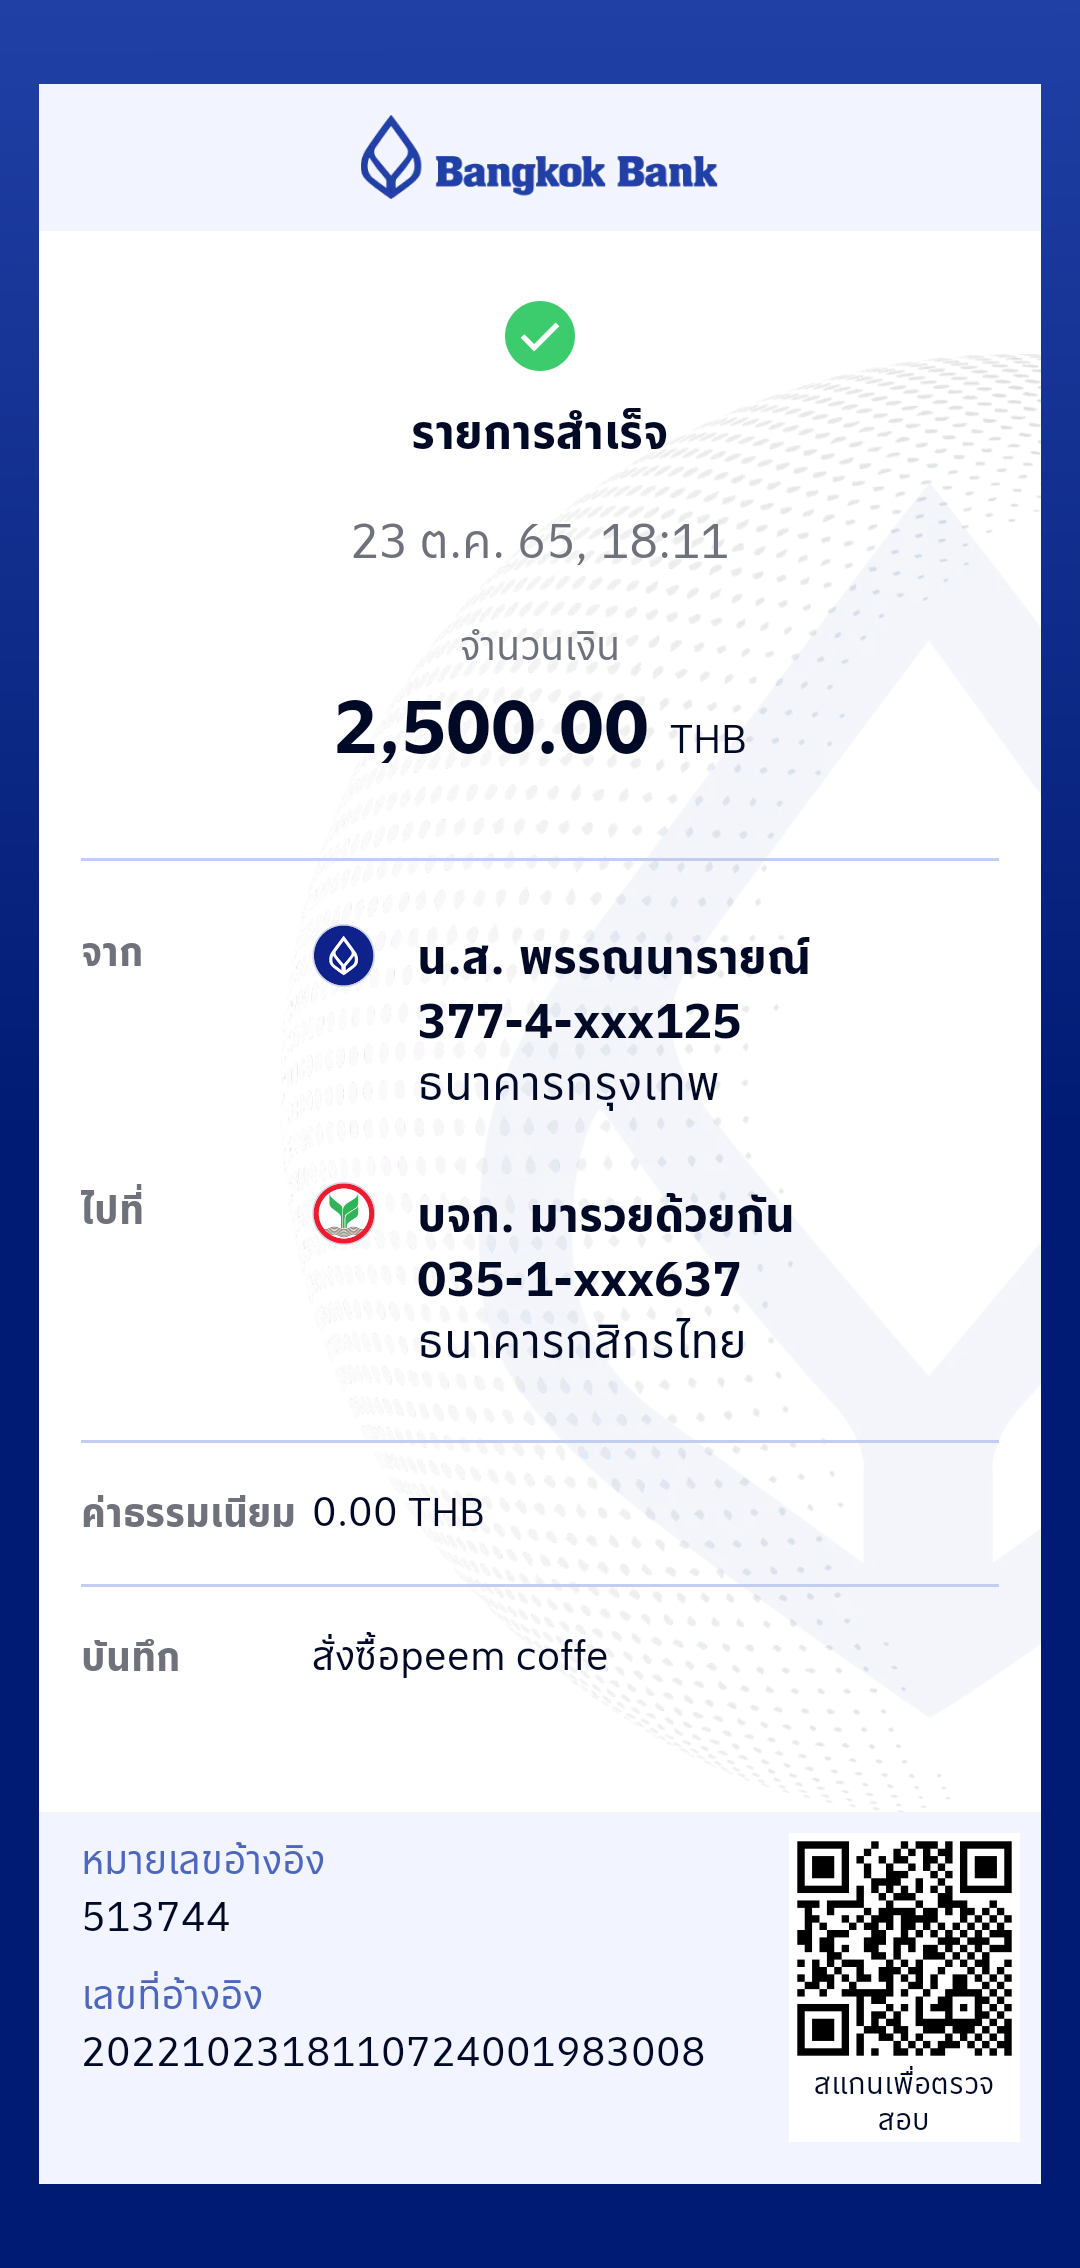 Bangkok Bank
รายการสำเร็จ
23 ต.ค. 65, 18:11
จำนวนเงิน
2,500.00 THB
จาก
น.ส. พรรณนารายณ์
377-4-xxx125
ธนาคารกรุงเทพ
ไปที่
บจก. มารวยด้วยกัน
035-1-xxx637
ธนาคารกสิกรไทย
ค่าธรรมเนียม 0.00 THB
บันทึก สั่งซื้อpeem coffe
หมายเลขอ้างอิง
513744
เลขที่อ้างอิง
2022102318110724001983008
สแกนเพื่อตรวจ
สอบ